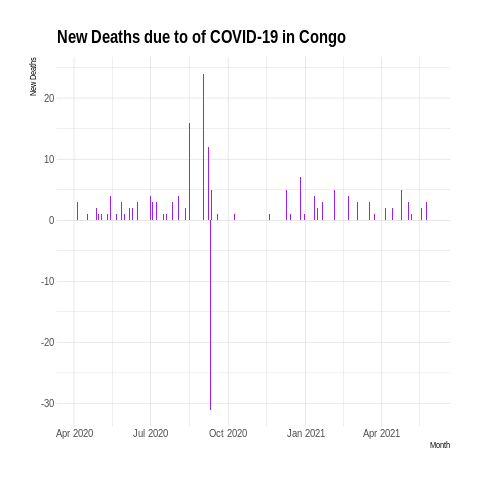 New Deaths due to of COVID-19 in Congo
New Deaths
20
10
0
-10
-20
-30
Apr 2020 Jul 2020 Oct 2020 Jan 2021 Apr 2021
Month